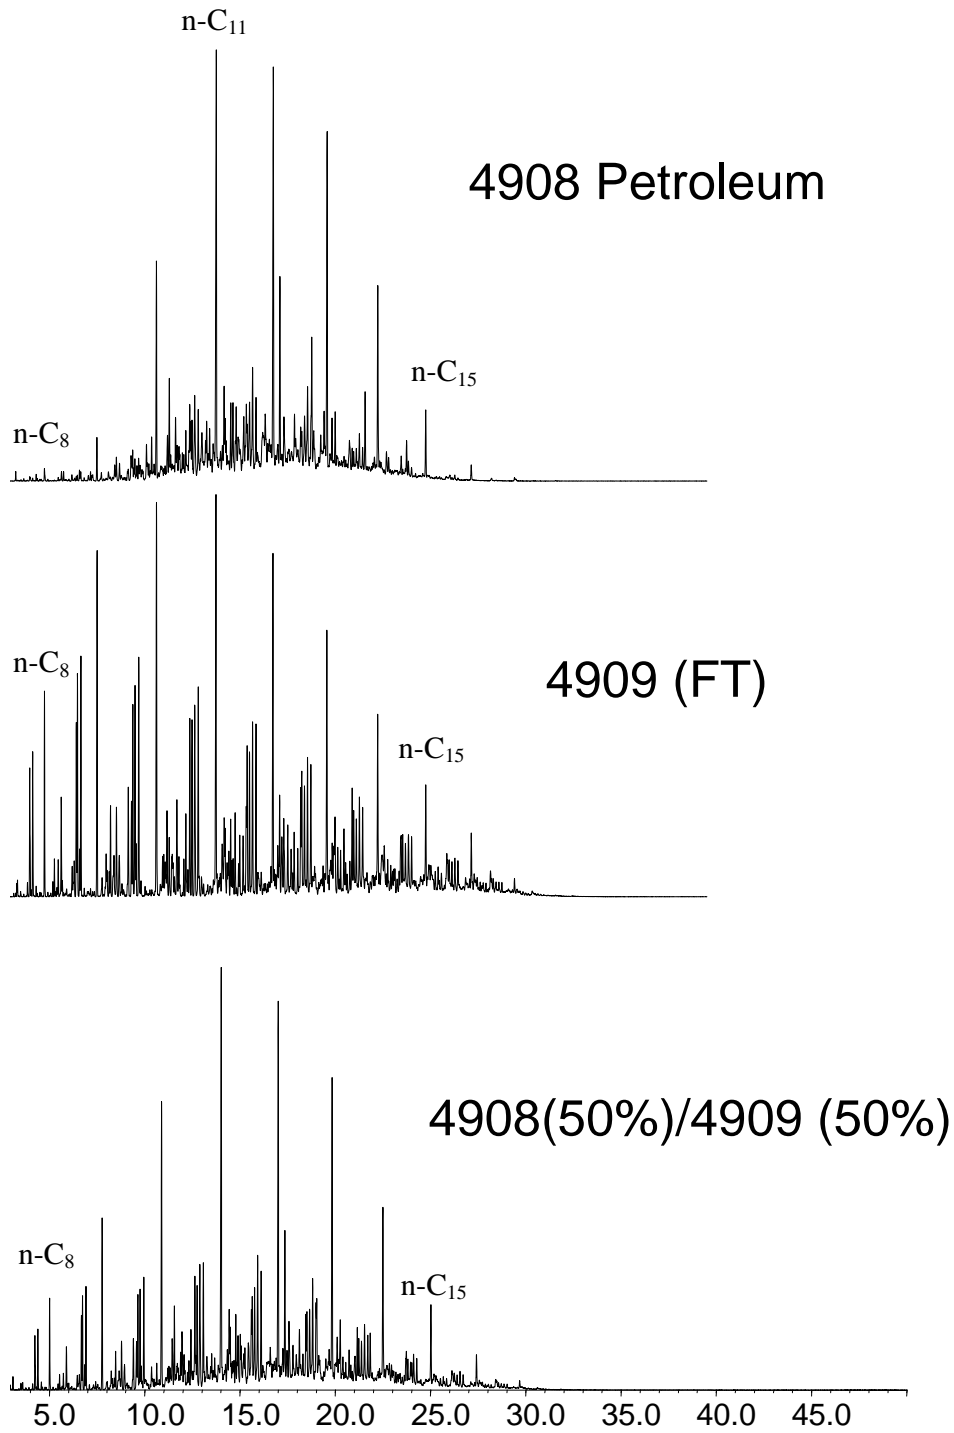 n-C₁₁
4908 Petroleum
n-C₁₅
n-C₈
n-C₈
4909 (FT)
n-C₁₅
4908(50%)/4909 (50%)
n-C₈
n-C₁₅
5.0 10.0 15.0 20.0 25.0 30.0 35.0 40.0 45.0